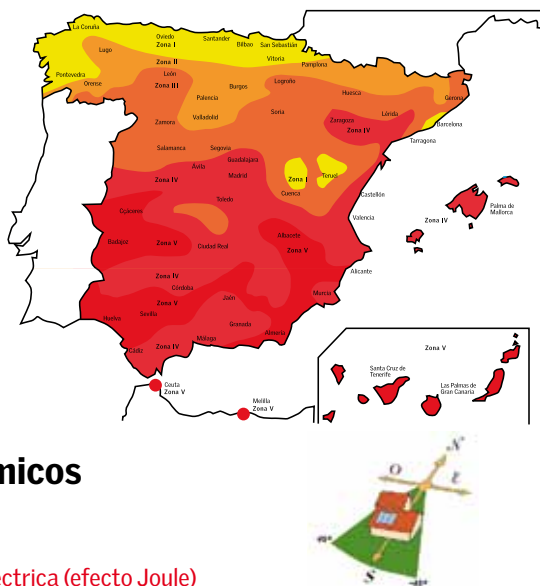 La Coruña
Oviedo
Santander
Zona I
Bilbao
San Sebastián
Lugo
Zona II
Vitoria
Pamplona
Pontevedra
León
Orense
Zona III
Burgos
Logroño
Huesca
Palencia
Gerona
Zamera
Valladolid
Soria
Zaragoza
Lérida
Zona IV
Barcelona
Tarragona
Salamanca
Segovia
Ávila
Guadalajara
Madrid
Zona IV
Zona I
Teruel
Cuenca
Castellón
Toledo
Valencia
Zona IV
Palma de
Mallorca
Cçáceres
Badajoz
Zona V
Ciudad Real
Albacete
Zona V
Alicante
Zona IV
Córdoba
Murcia
Zona V
Jaén
Huelva
Sevilla
Granada
Almería
Cádiz
Zona IV
Málaga
Zona V
Santa Cruz de
Tenerife
Las Palmas de
Gran Canaria
Ceuta
Zona V
Melilla
Zona V
N
O
E
S
micos
ctrica (efecto Joule)